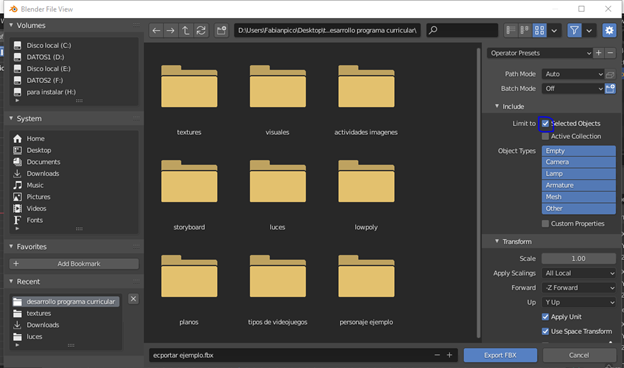 Blender File View
Volumes
Disco local (C:)
DATOS1 (D:)
Disco local (E:)
DATOS2 (F:)
para instalar (H:)
System
Home
Desktop
Documents
Downloads
Music
Pictures
Videos
Fonts
Favorites
Add Bookmark
Recent
desarrollo programa curricular
textures
Downloads
luces
D:\Users\Fabianpico\Desktop\t...esarrollo programa curricular\
textures
visuales
actividades imagenes
storyboard
luces
lowpoly
planos
tipos de videojuegos
personaje ejemplo
ecportar ejemplo.fbx
Export FBX
Cancel
Operator Presets
Path Mode Auto
Batch Mode Off
Include
Limit to Selected Objects
Active Collection
Object Types Empty
Camera
Lamp
Armature
Mesh
Other
Custom Properties
Transform
Scale 1.00
Apply Scalings All Local
Forward -Z Forward
Up Y Up
Apply Unit
Use Space Transform